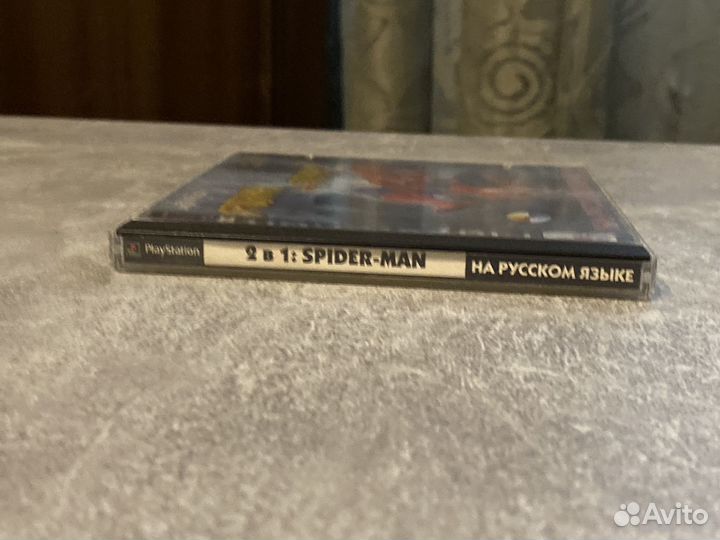 PlayStation 2 в 1: SPIDER-MAN НА РУССКОМ ЯЗЫКЕ
Avito